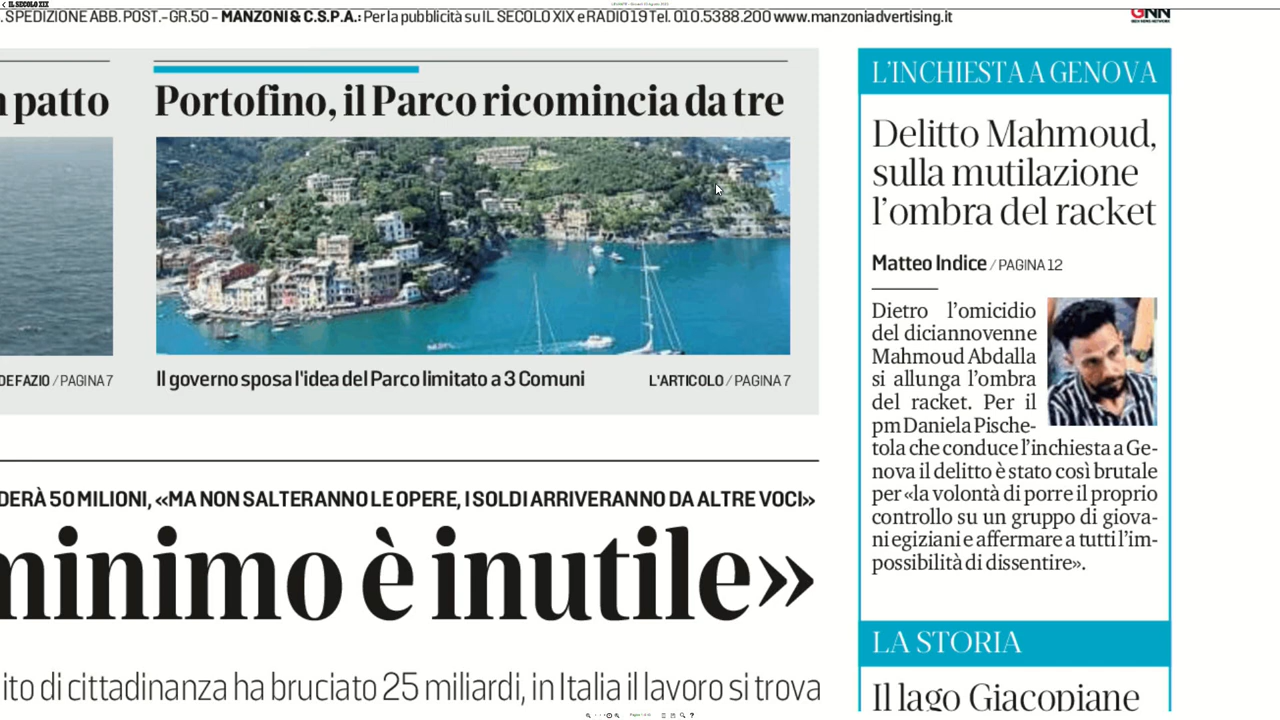 IL SECOLO XIX
. SPEDIZIONE ABB. POST.-GR.50 - MANZONI & C.S.P.A.: Per la pubblicità su IL SECOLO XIX e RADIO19 Tel. 010.5388.200 www.manzoniadvertising.it
GNN
patto
Portofino, il Parco ricomincia da tre
DE FAZIO / PAGINA 7
Il governo sposa l'idea del Parco limitato a 3 Comuni
L'ARTICOLO / PAGINA 7
DERÀ 50 MILIONI, «MA NON SALTERANNO LE OPERE, I SOLDI ARRIVERANNO DA ALTRE VOCI»
minimo è inutile»
ito di cittadinanza ha bruciato 25 miliardi, in Italia il lavoro si trova
L'INCHIESTA A GENOVA
Delitto Mahmoud,
sulla mutilazione
l'ombra del racket
Matteo Indice / PAGINA 12
Dietro l'omicidio
del diciannovenne
Mahmoud Abdalla
si allunga l'ombra
del racket. Per il
pm Daniela Pische-
tola che conduce l'inchiesta a Ge-
nova il delitto è stato così brutale
per «la volontà di porre il proprio
controllo su un gruppo di giova-
ni egiziani e affermare a tutti l'im-
possibilità di dissentire».
LA STORIA
Il lago Giacopiane